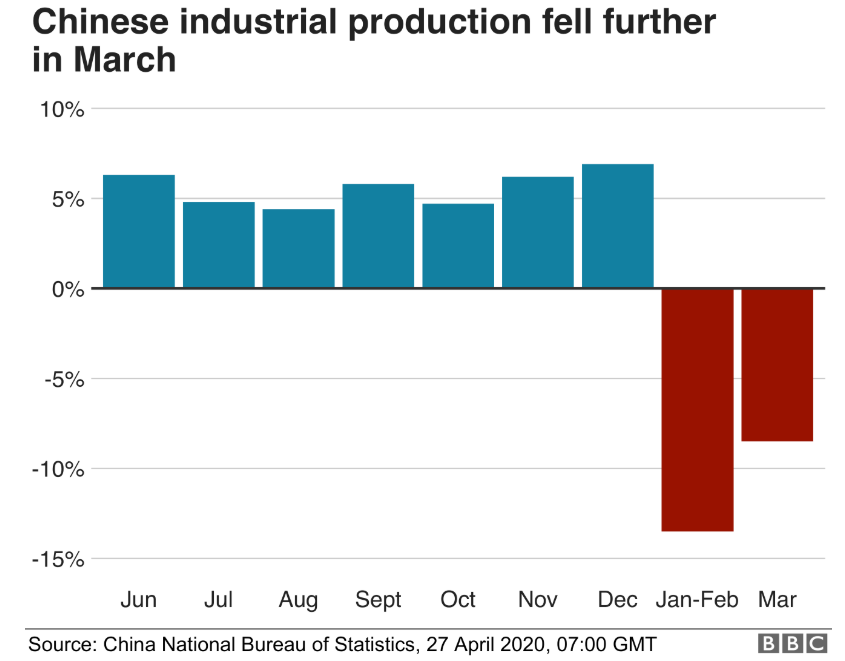 Chinese industrial production fell further
in March
10%
5%
0%
-5%
-10%
-15%
Jun Jul Aug Sept Oct Nov Dec Jan-Feb Mar
Source: China National Bureau of Statistics, 27 April 2020, 07:00 GMT
BBC